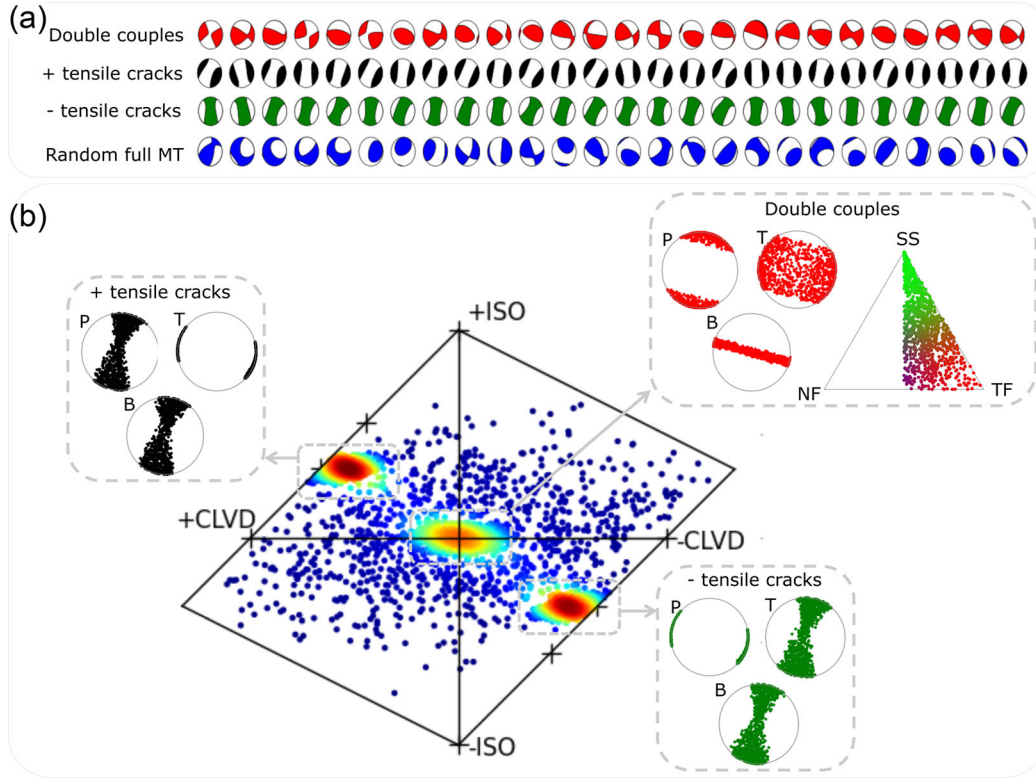 (a)
Double couples
+ tensile cracks
- tensile cracks
Random full MT
(b)
Double couples
P
T
SS
B
NF
TF
+ tensile cracks
P
T
B
+ISO
+CLVD
-CLVD
-ISO
- tensile cracks
P
T
B